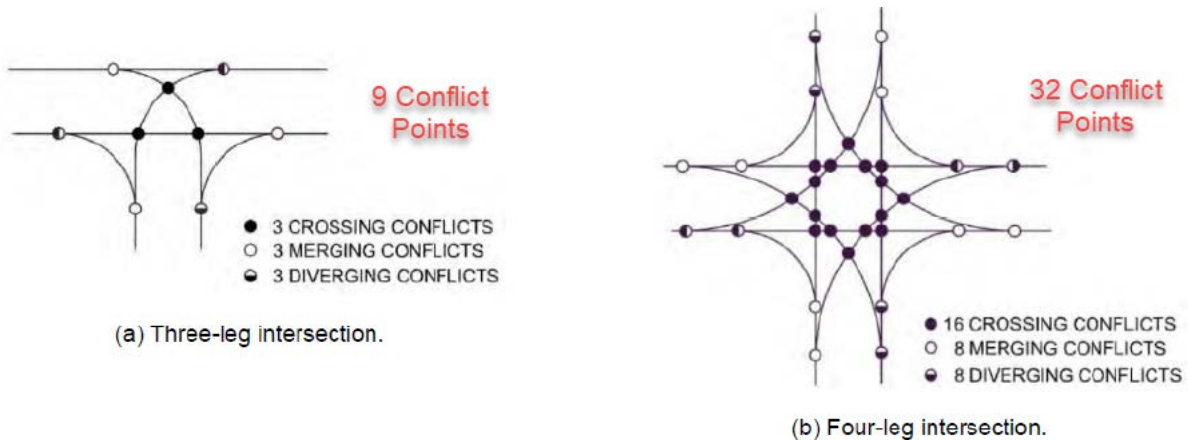 9 Conflict
Points
3 CROSSING CONFLICTS
3 MERGING CONFLICTS
3 DIVERGING CONFLICTS
(a) Three-leg intersection.
32 Conflict
Points
16 CROSSING CONFLICTS
8 MERGING CONFLICTS
8 DIVERGING CONFLICTS
(b) Four-leg intersection.